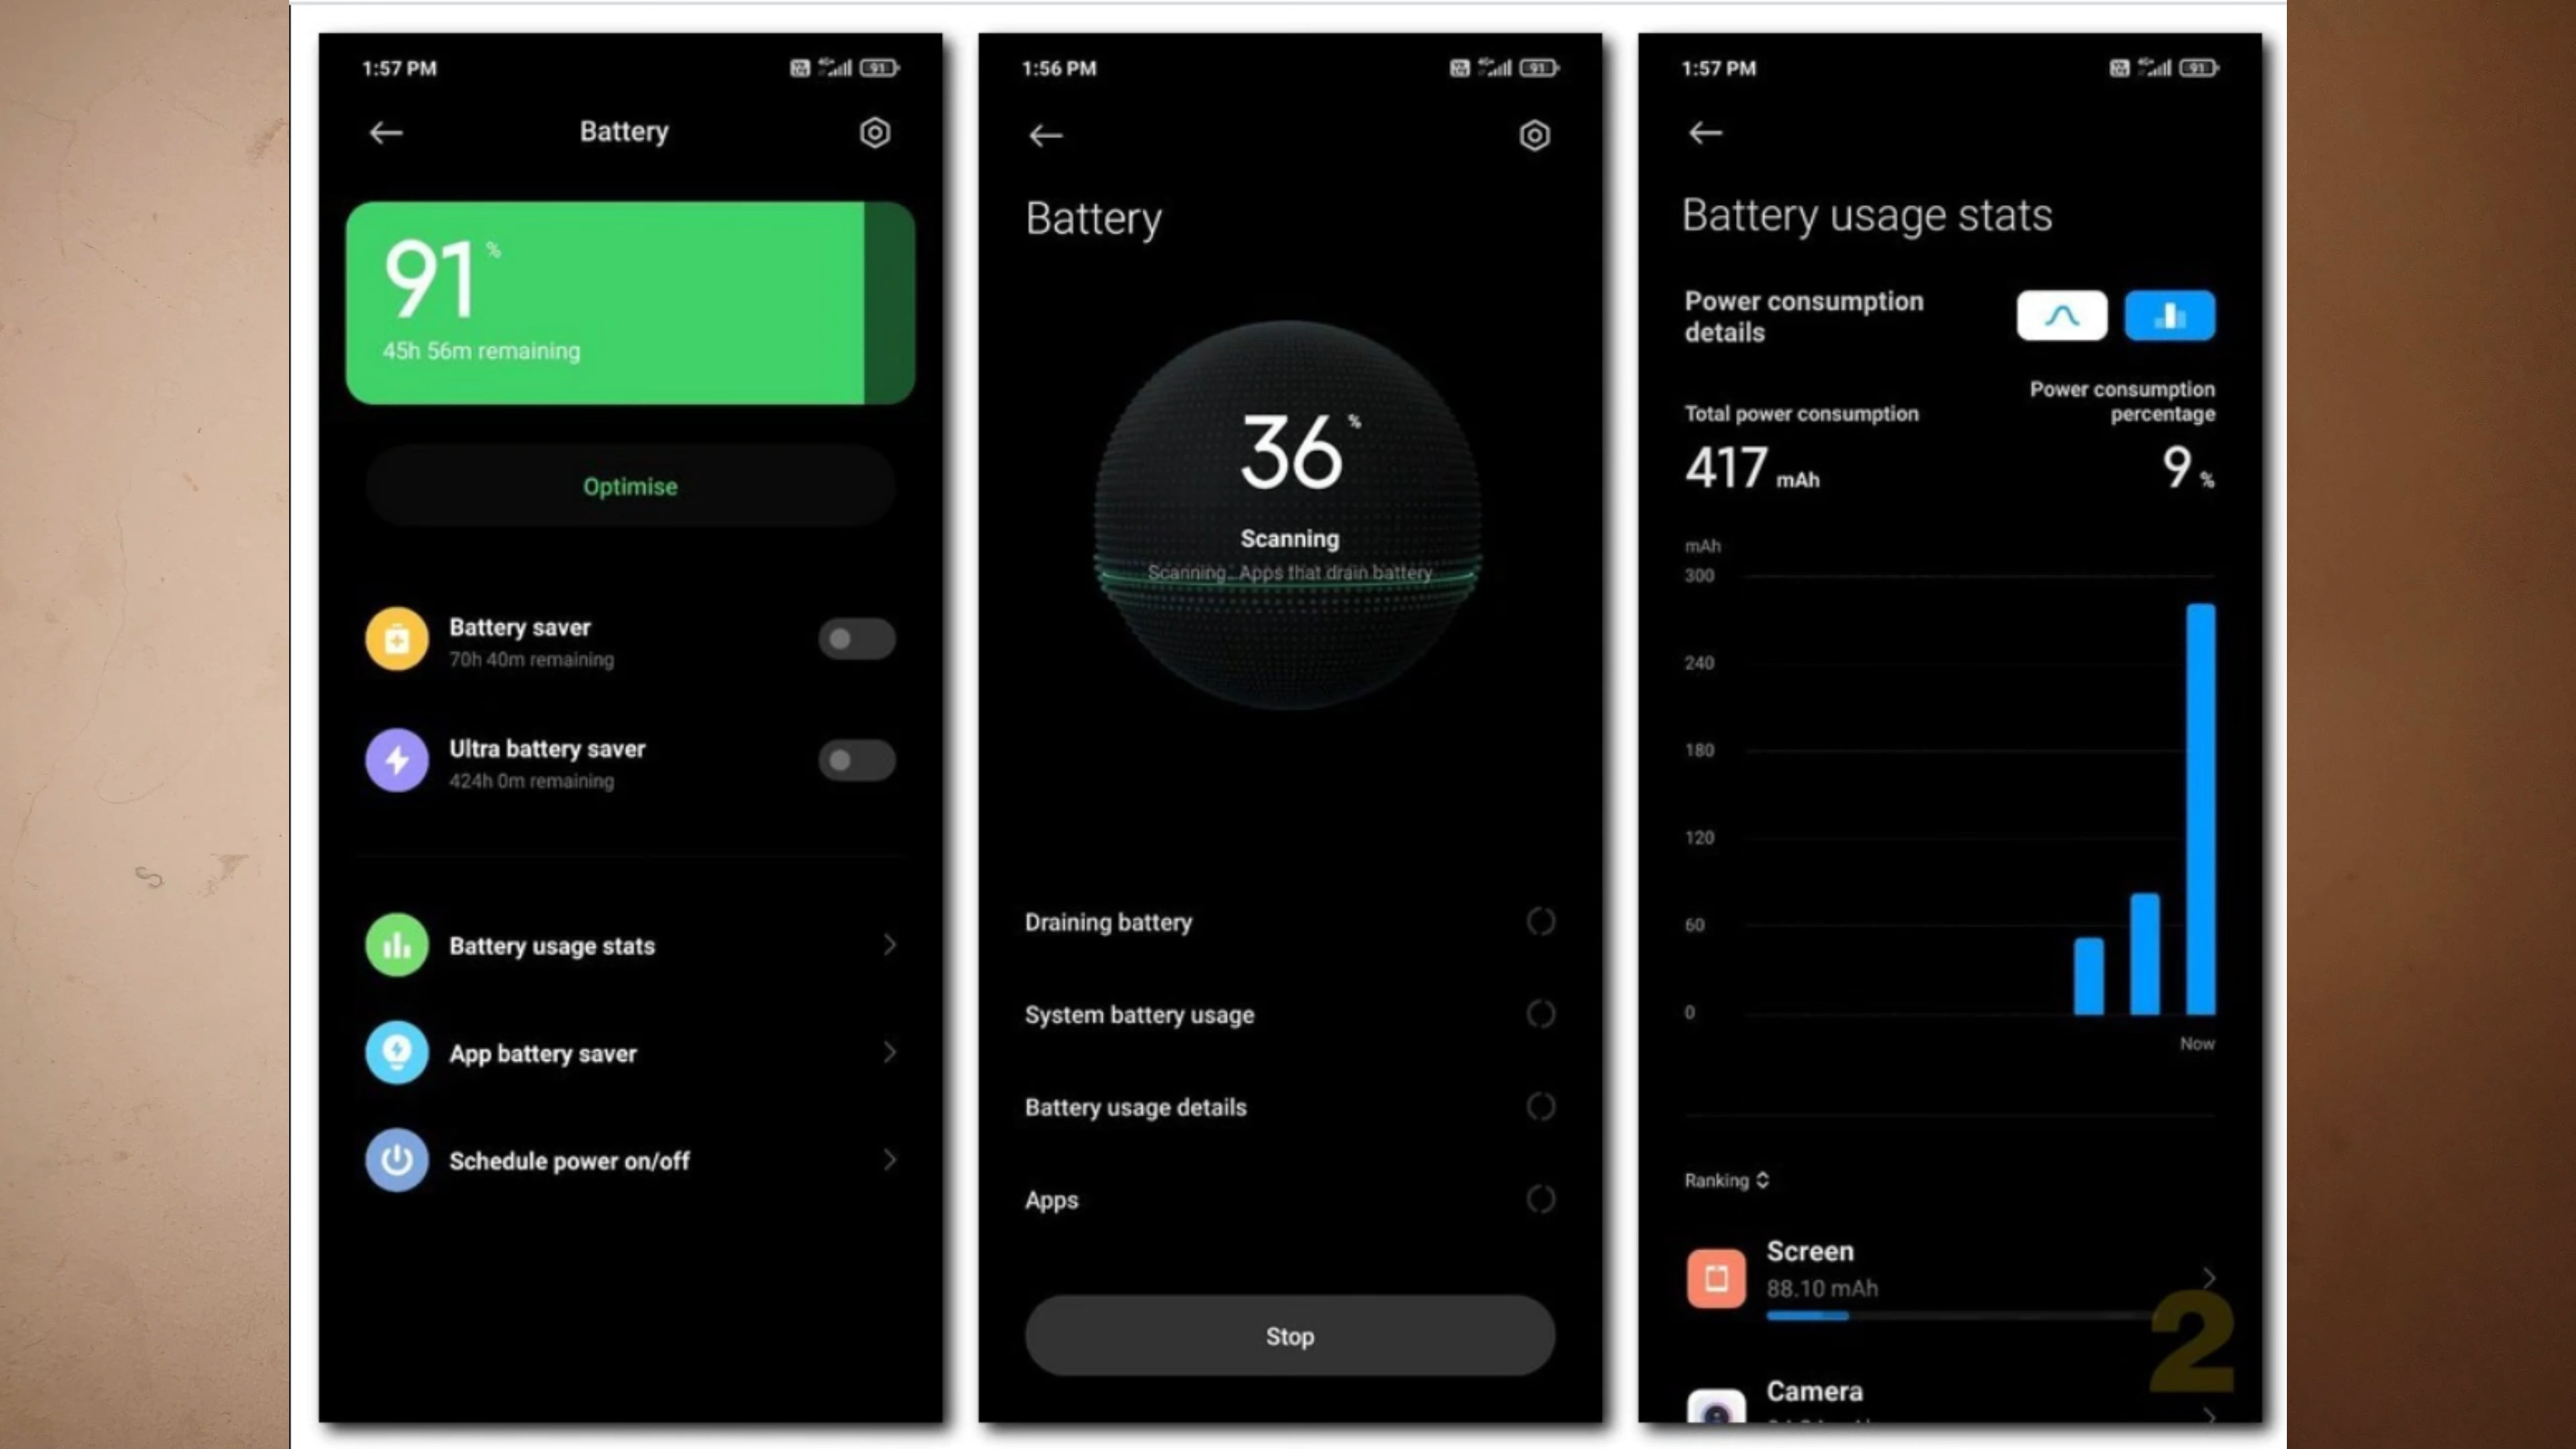 1:57 PM
91
Battery
91 %
45h 56m remaining
Optimise
Battery saver
70h 40m remaining
Ultra battery saver
424h 0m remaining
Battery usage stats
App battery saver
Schedule power on/off
1:56 PM
91
Battery
36 %
Scanning
Scanning.. Apps that drain battery
Draining battery
System battery usage
Battery usage details
Apps
Stop
1:57 PM
91
Battery usage stats
Power consumption
details
Total power consumption
417 mAh
Power consumption
percentage
9 %
mAh
300
240
180
120
60
0
Now
Ranking
Screen
88.10 mAh
Camera
2